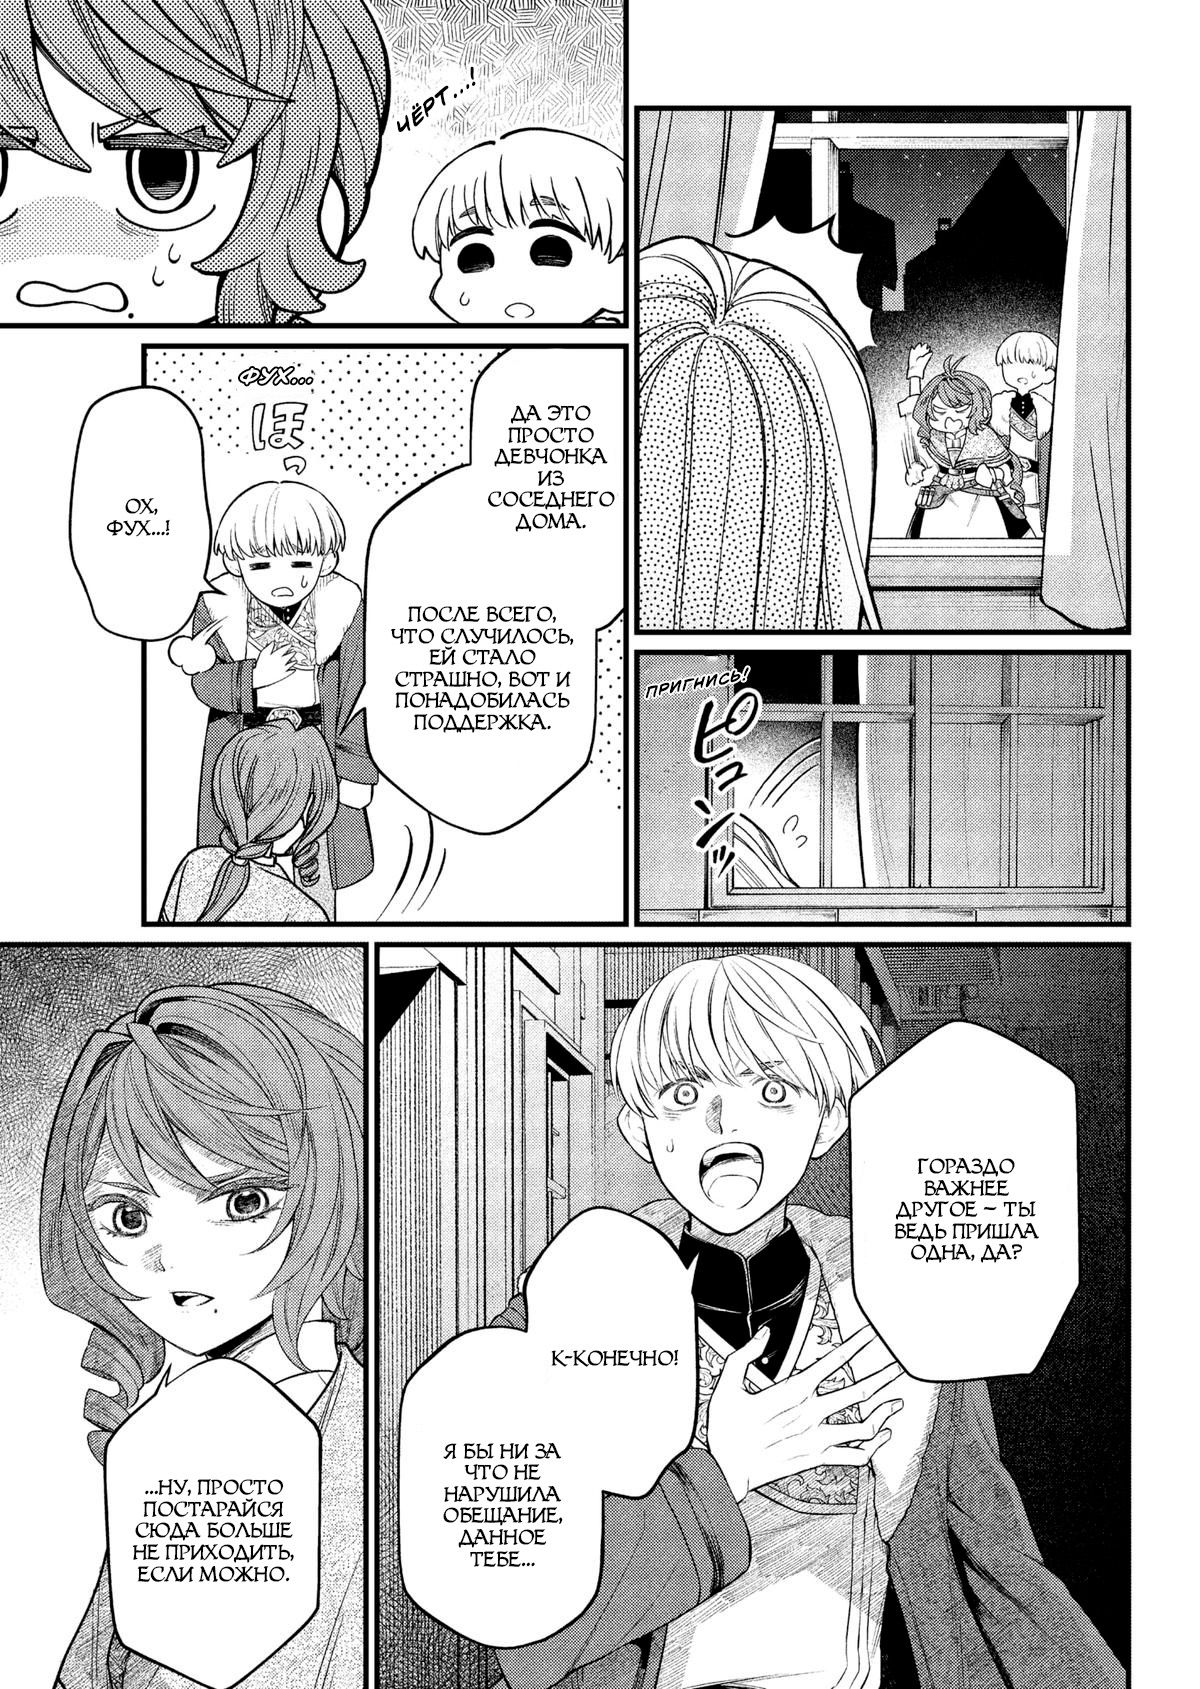 ПРИГНИСЬ!
ヒュンッ
ЧЁРТ...!
ДА ЭТО
ПРОСТО
ДЕВЧОНКА
ИЗ
СОСЕДНЕГО
ДОМА.
ПОСЛЕ ВСЕГО,
ЧТО СЛУЧИЛОСЬ,
ЕЙ СТАЛО
СТРАШНО, ВОТ И
ПОНАДОБИЛАСЬ
ПОДДЕРЖКА.
ФУХ...
ほっ
ОХ,
ФУХ...!
ГОРАЗДО
ВАЖНЕЕ
ДРУГОЕ ~ ТЫ
ВЕДЬ ПРИШЛА
ОДНА, ДА?
К-КОНЕЧНО!
Я БЫ НИ ЗА
ЧТО НЕ
НАРУШИЛА
ОБЕЩАНИЕ,
ДАННОЕ
ТЕБЕ...
...НУ, ПРОСТО
ПОСТАРАЙСЯ
СЮДА БОЛЬШЕ
НЕ ПРИХОДИТЬ,
ЕСЛИ МОЖНО.